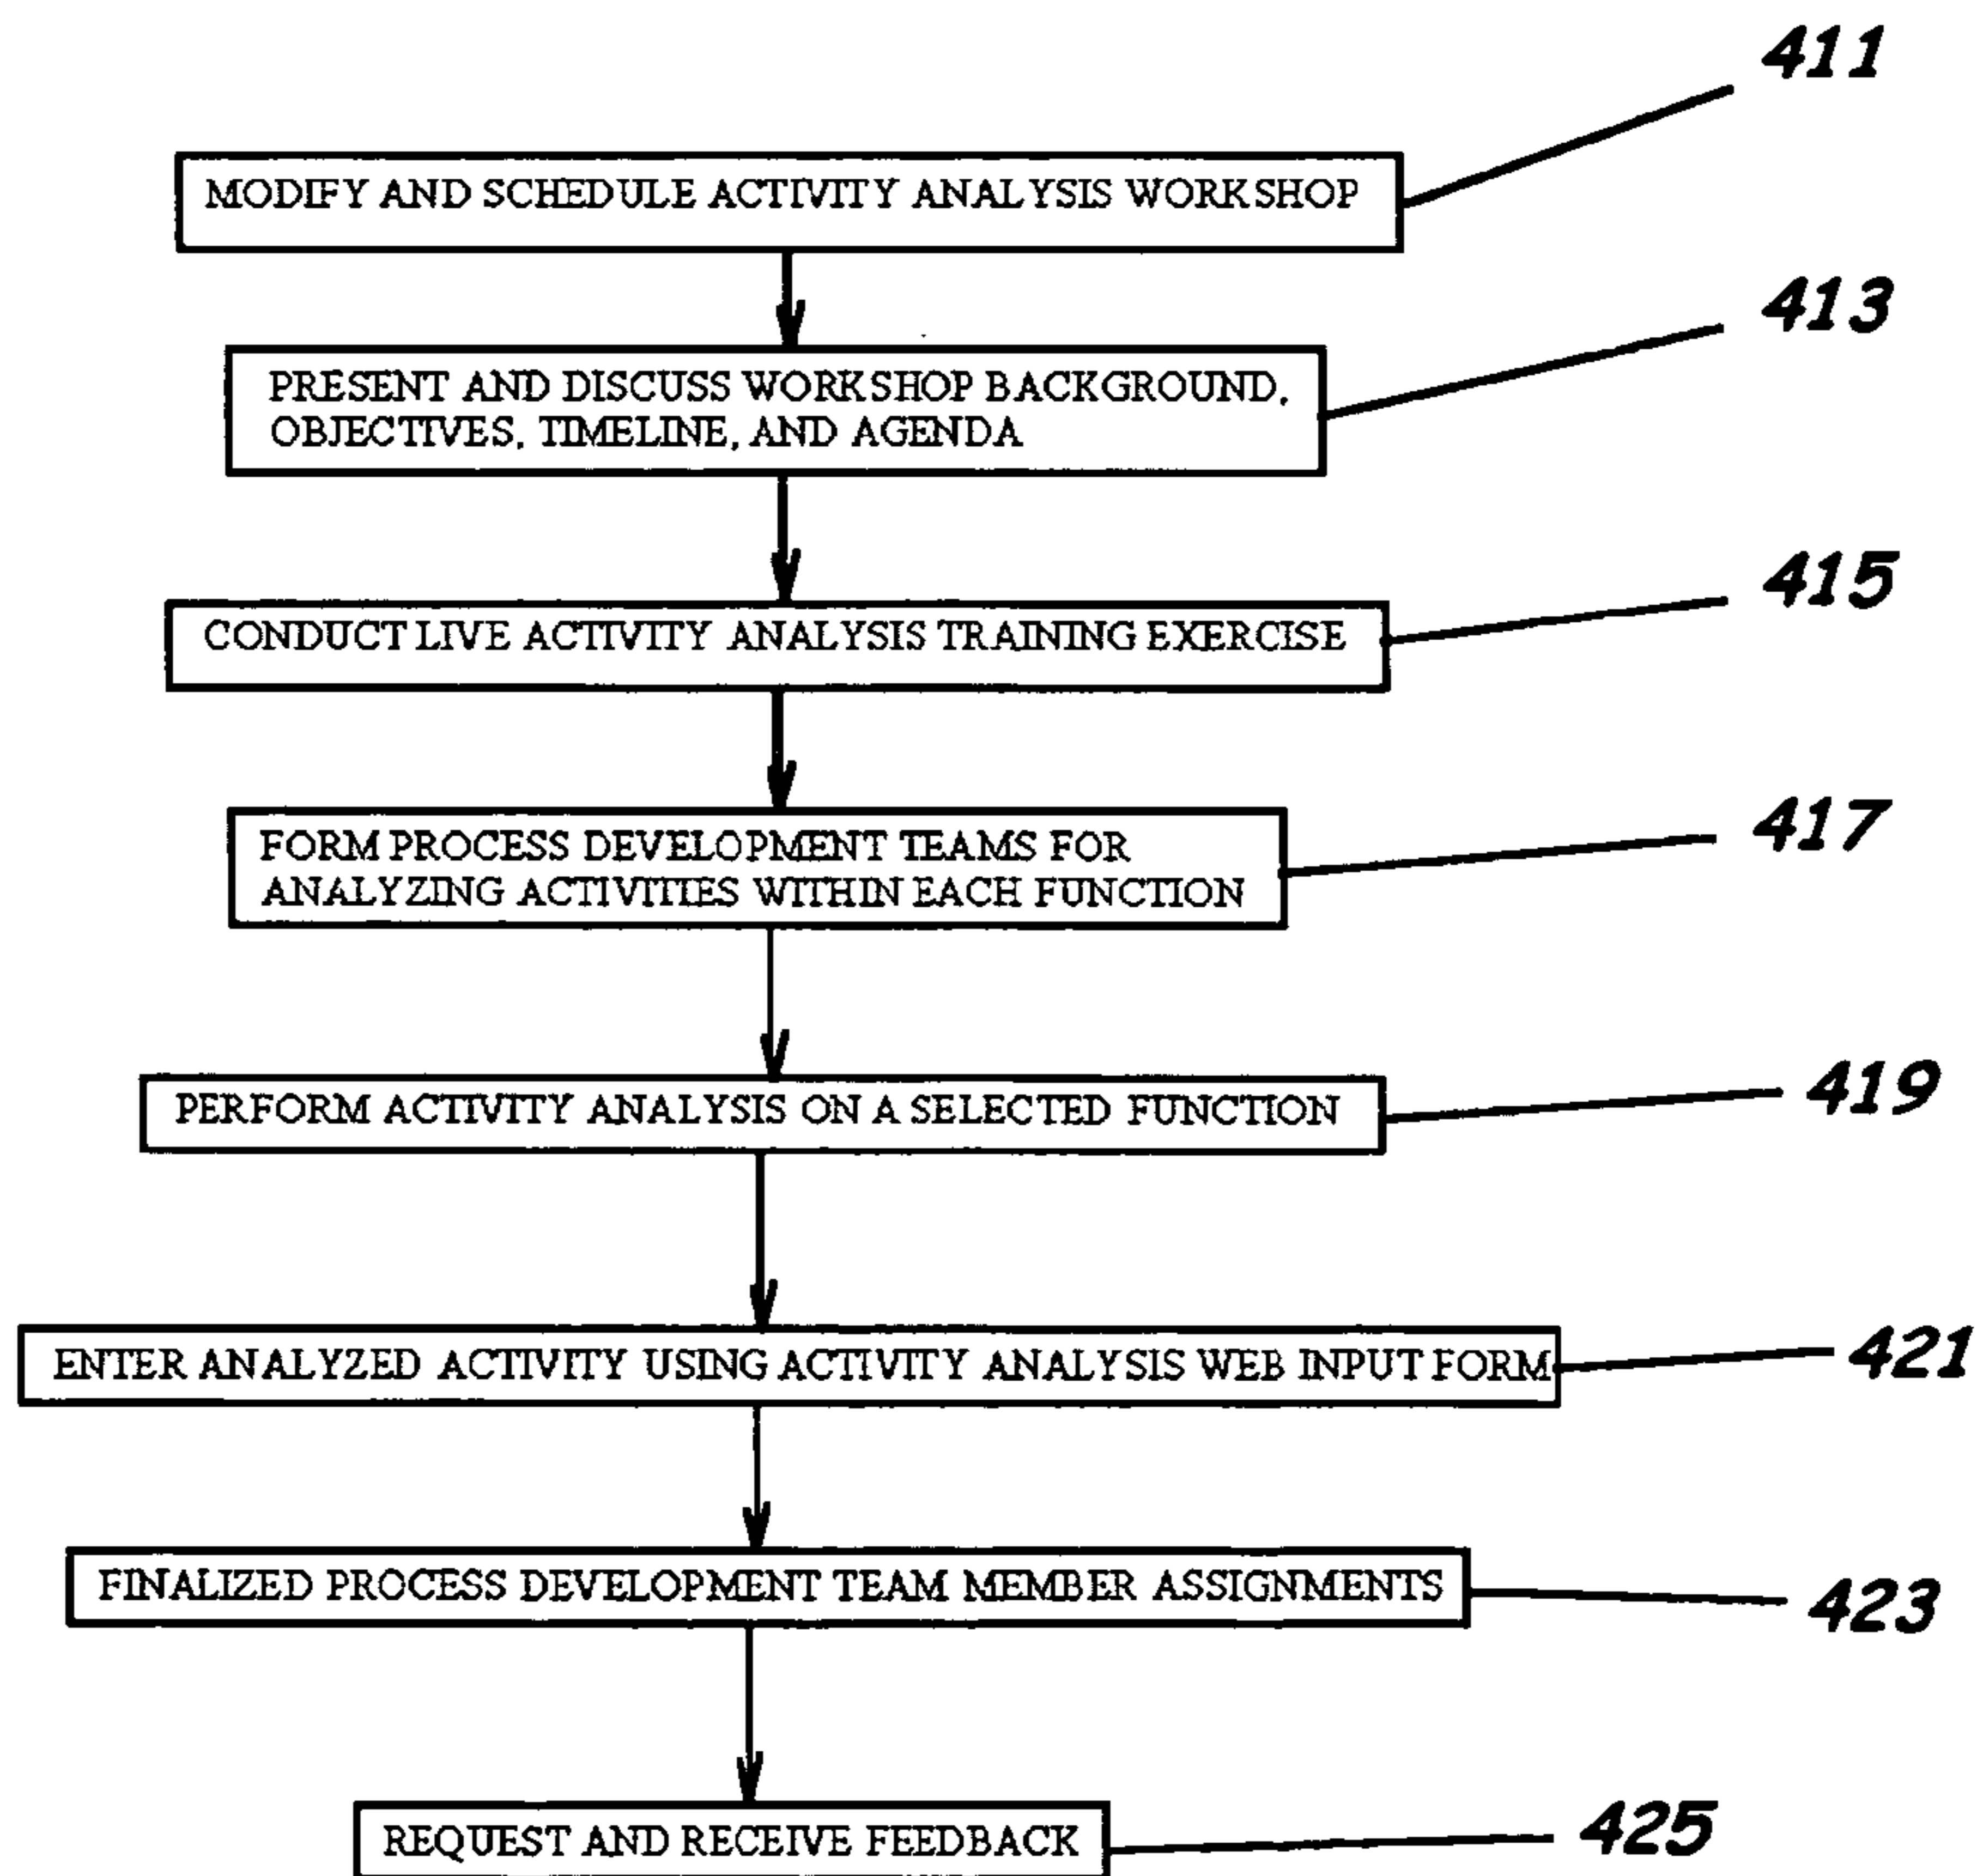 411
MODIFY AND SCHEDULE ACTIVITY ANALYSIS WORKSHOP
413
PRESENT AND DISCUSS WORKSHOP BACKGROUND,
OBJECTIVES, TIMELINE, AND AGENDA
415
CONDUCT LIVE ACTIVITY ANALYSIS TRAINING EXERCISE
417
FORM PROCESS DEVELOPMENT TEAMS FOR
ANALYZING ACTIVITIES WITHIN EACH FUNCTION
419
PERFORM ACTIVITY ANALYSIS ON A SELECTED FUNCTION
421
ENTER ANALYZED ACTIVITY USING ACTIVITY ANALYSIS WEB INPUT FORM
FINALIZED PROCESS DEVELOPMENT TEAM MEMBER ASSIGNMENTS
423
REQUEST AND RECEIVE FEEDBACK
425